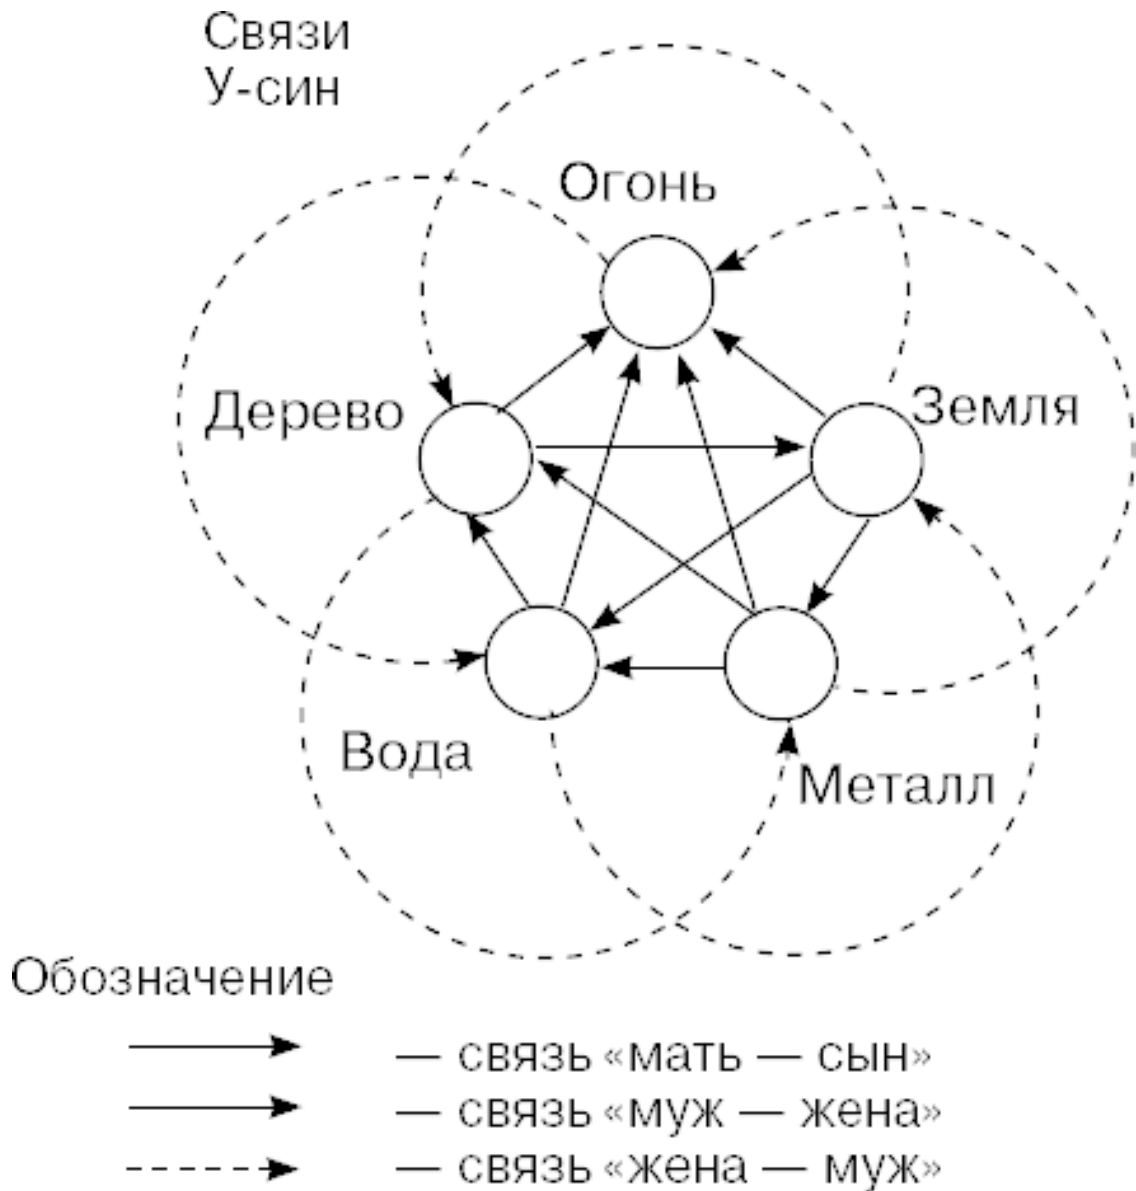 Связи
У-син
Огонь
Дерево
Земля
Вода
Металл
Обозначение
— связь «мать — сын»
— связь «муж — жена»
— связь «жена — муж»